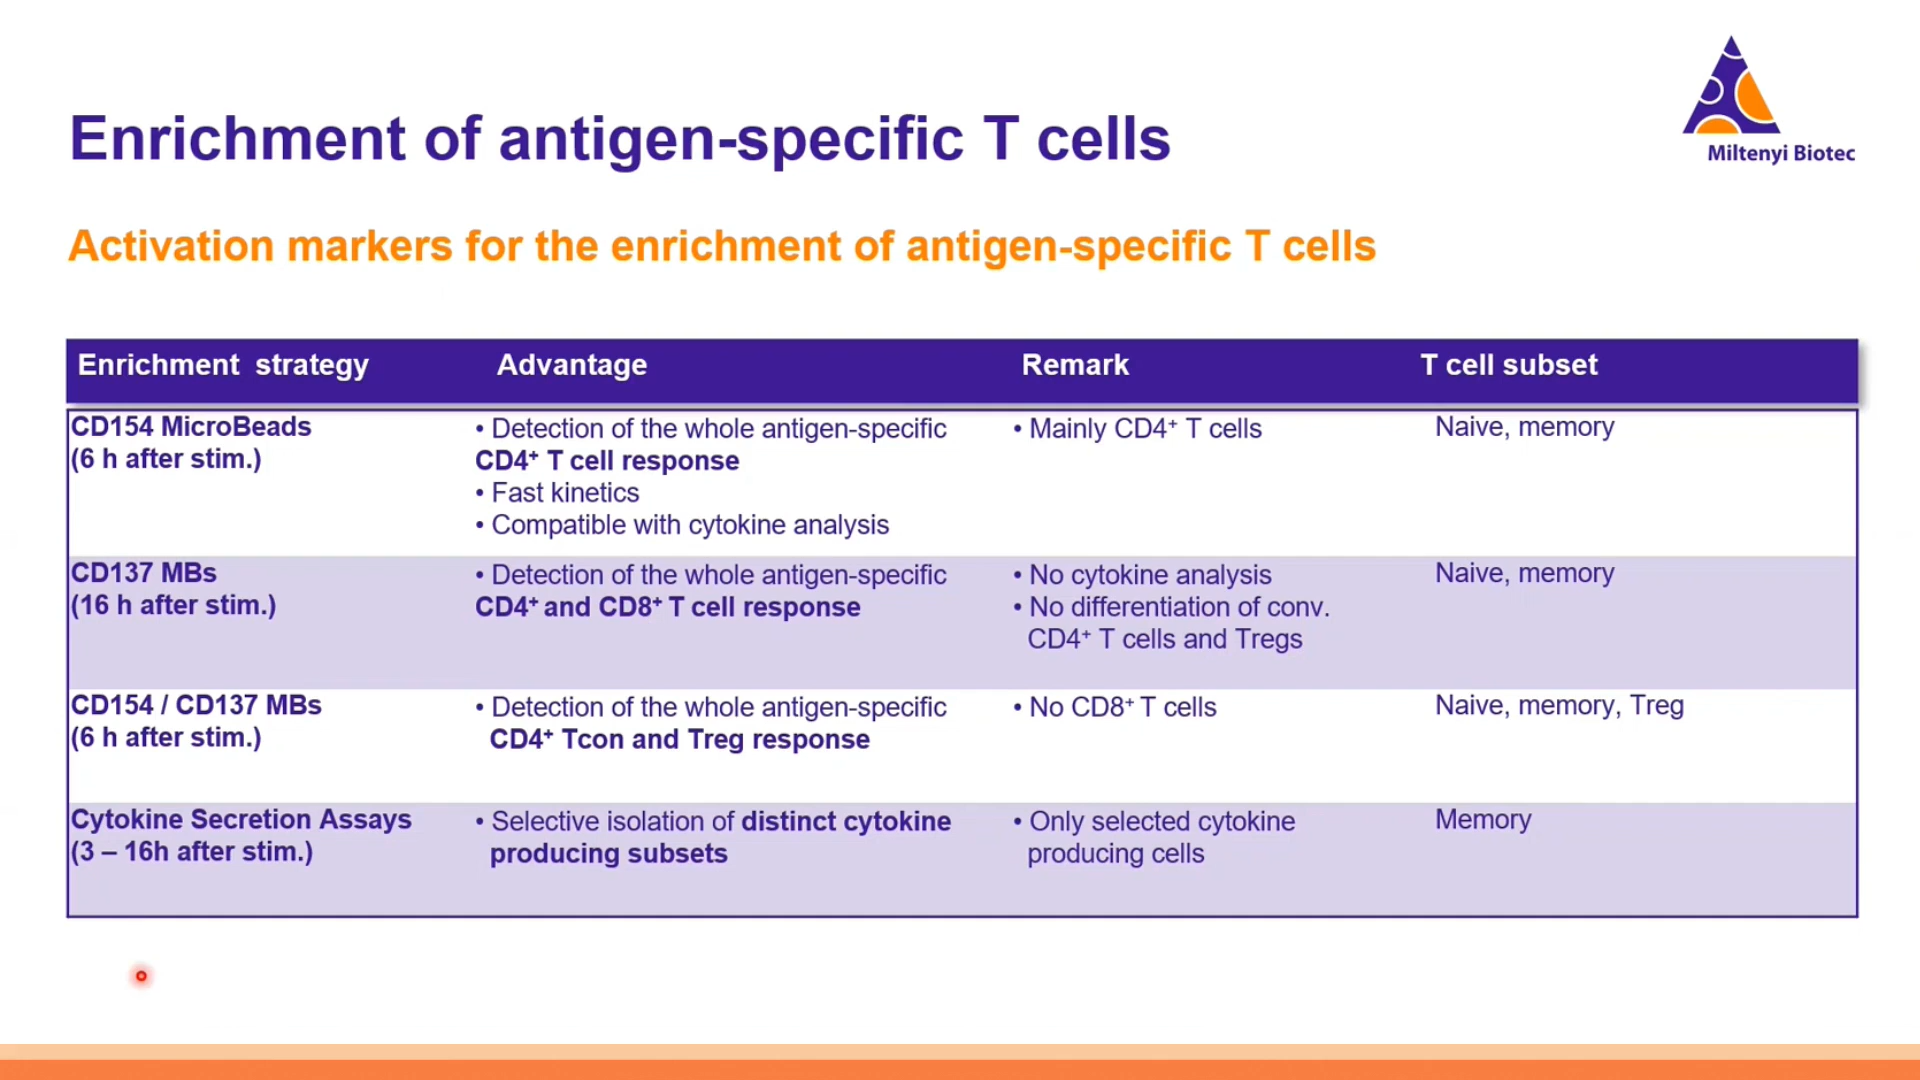 Miltenyi Biotec
Enrichment of antigen-specific T cells
Activation markers for the enrichment of antigen-specific T cells
Enrichment strategy Advantage Remark T cell subset
CD154 MicroBeads
(6 h after stim.)
• Detection of the whole antigen-specific
CD4⁺ T cell response
• Fast kinetics
• Compatible with cytokine analysis
• Mainly CD4⁺ T cells
Naive, memory
CD137 MBs
(16 h after stim.)
• Detection of the whole antigen-specific
CD4⁺ and CD8⁺ T cell response
• No cytokine analysis
• No differentiation of conv.
CD4⁺ T cells and Tregs
Naive, memory
CD154 / CD137 MBs
(6 h after stim.)
• Detection of the whole antigen-specific
CD4⁺ Tcon and Treg response
• No CD8⁺ T cells
Naive, memory, Treg
Cytokine Secretion Assays
(3 – 16h after stim.)
• Selective isolation of distinct cytokine
producing subsets
• Only selected cytokine
producing cells
Memory